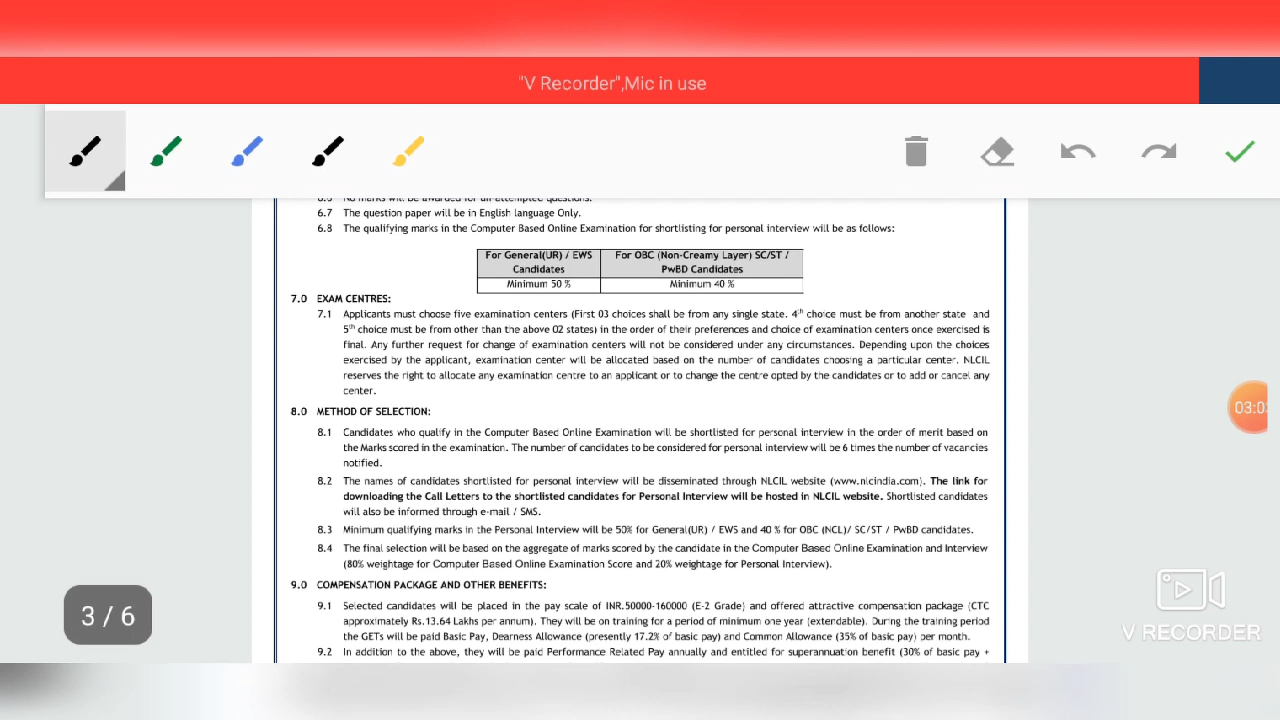 "V Recorder",Mic in use
6.6 No marks will be awarded for un-attempted questions.
6.7 The question paper will be in English language Only.
6.8 The qualifying marks in the Computer Based Online Examination for shortlisting for personal interview will be as follows:
For General(UR) / EWS For OBC (Non-Creamy Layer) SC/ST /
Candidates PwBD Candidates
Minimum 50 % Minimum 40 %
7.0 EXAM CENTRES:
7.1 Applicants must choose five examination centers (First 03 choices shall be from any single state. 4th choice must be from another state and
5th choice must be from other than the above 02 states) in the order of their preferences and choice of examination centers once exercised is
final. Any further request for change of examination centers will not be considered under any circumstances. Depending upon the choices
exercised by the applicant, examination center will be allocated based on the number of candidates choosing a particular center. NLCIL
reserves the right to allocate any examination centre to an applicant or to change the centre opted by the candidates or to add or cancel any
center.
8.0 METHOD OF SELECTION:
8.1 Candidates who qualify in the Computer Based Online Examination will be shortlisted for personal interview in the order of merit based on
the Marks scored in the examination. The number of candidates to be considered for personal interview will be 6 times the number of vacancies
notified.
8.2 The names of candidates shortlisted for personal interview will be disseminated through NLCIL website (www.nlcindia.com). The link for
downloading the Call Letters to the shortlisted candidates for Personal Interview will be hosted in NLCIL website. Shortlisted candidates
will also be informed through e-mail / SMS.
8.3 Minimum qualifying marks in the Personal Interview will be 50% for General(UR) / EWS and 40 % for OBC (NCL)/ SC/ST / PwBD candidates.
8.4 The final selection will be based on the aggregate of marks scored by the candidate in the Computer Based Online Examination and Interview
(80% weightage for Computer Based Online Examination Score and 20% weightage for Personal Interview).
9.0 COMPENSATION PACKAGE AND OTHER BENEFITS:
9.1 Selected candidates will be placed in the pay scale of INR.50000-160000 (E-2 Grade) and offered attractive compensation package (CTC
approximately Rs.13.64 Lakhs per annum). They will be on training for a period of minimum one year (extendable). During the training period
the GETs will be paid Basic Pay, Dearness Allowance (presently 17.2% of basic pay) and Common Allowance (35% of basic pay) per month.
9.2 In addition to the above, they will be paid Performance Related Pay annually and entitled for superannuation benefit (30% of basic pay +
3 / 6
V RECORDER